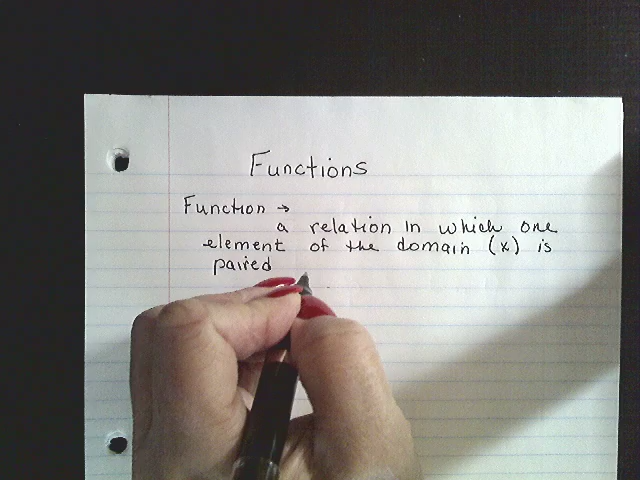 Functions
Function →
a relation in which one
element of the domain (x) is
paired